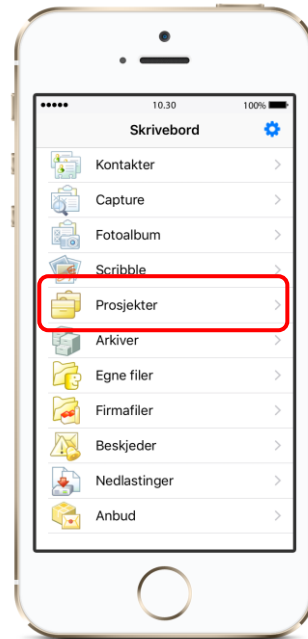 10.30
100%
Skrivebord
Kontakter
Capture
Fotoalbum
Scribble
Prosjekter
Arkiver
Egne filer
Firmafiler
Beskjeder
Nedlastinger
Anbud